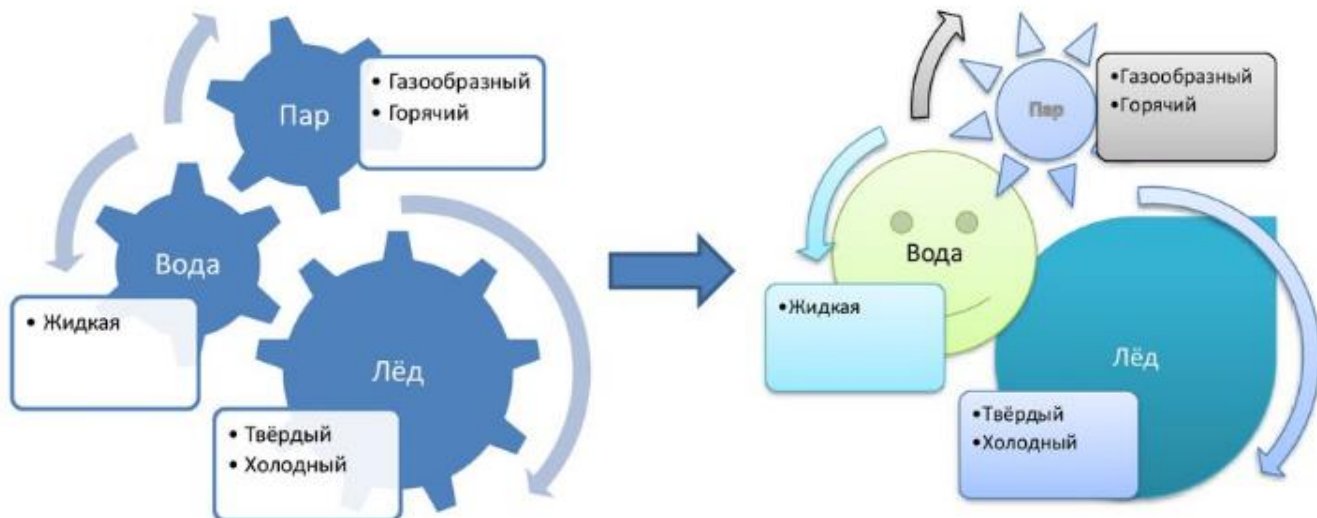 Пар
• Газообразный
• Горячий
Вода
• Жидкая
Лёд
• Твёрдый
• Холодный
Пар
•Газообразный
•Горячий
Вода
•Жидкая
Лёд
•Твёрдый
•Холодный